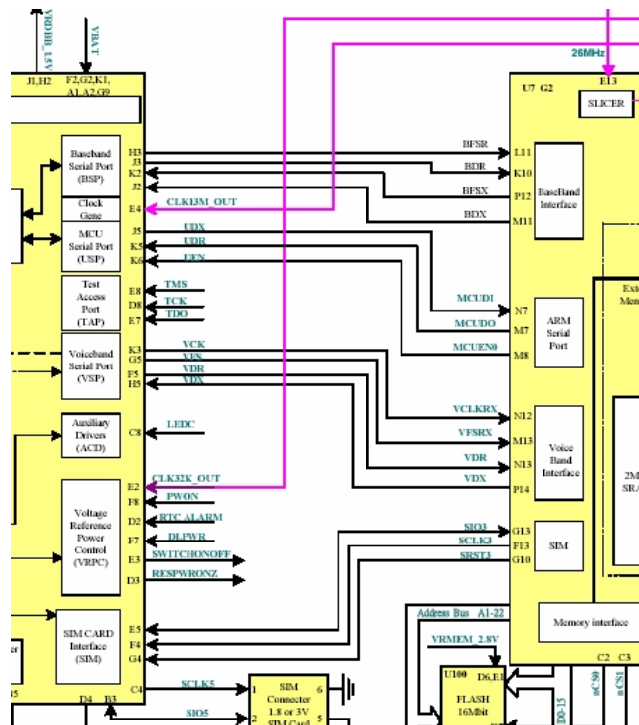 VRDBB_1.5V
VBAT
26MHz
J1,H2
F2,G2,K1,
A1,A2,G9
U7 G2
E13
SLICER
Baseband
Serial Port
(BSP)
H3
J3
K2
J2
BFSR
BDR
BFSX
BDX
L11
K10
P12
M11
BaseBand
Interface
Clock
Gene
E4
CLK13M_OUT
MCU
Serial Port
(USP)
J5
K5
K6
UDX
UDR
UEN
Test
Access
Port
(TAP)
E8
D8
E7
TMS
TCK
TDO
MCUDI
MCUDO
MCUEN0
N7
M7
M8
ARM
Serial
Port
Voiceband
Serial Port
(VSP)
K3
G5
F5
H5
VCK
VFS
VDR
VDX
VCLKRX
VFSRX
VDR
VDX
N12
M13
N13
P14
Voice
Band
Interface
Auxiliary
Drivers
(ACD)
C8
LEDC
Voltage
Reference
Power
Control
(VRPC)
E2
F8
D2
F7
E3
D3
CLK32K_OUT
PWON
RTC ALARM
DLPWR
SWITCHONOFF
RESPWRONZ
SIO3
SCLK3
SRST3
G13
F13
G10
SIM
SIM CARD
Interface
(SIM)
E5
F4
G4
Address Bus A1-22
Memory interface
VRMEM_2.8V
C2 C3
nCS0
nCS1
D0-15
C4
D4 B3
SCLK5
SIO5
1
2
SIM
Connecter
1.8 or 3V
SIM Card
6
5
U100
D6,E1
FLASH
16Mbit